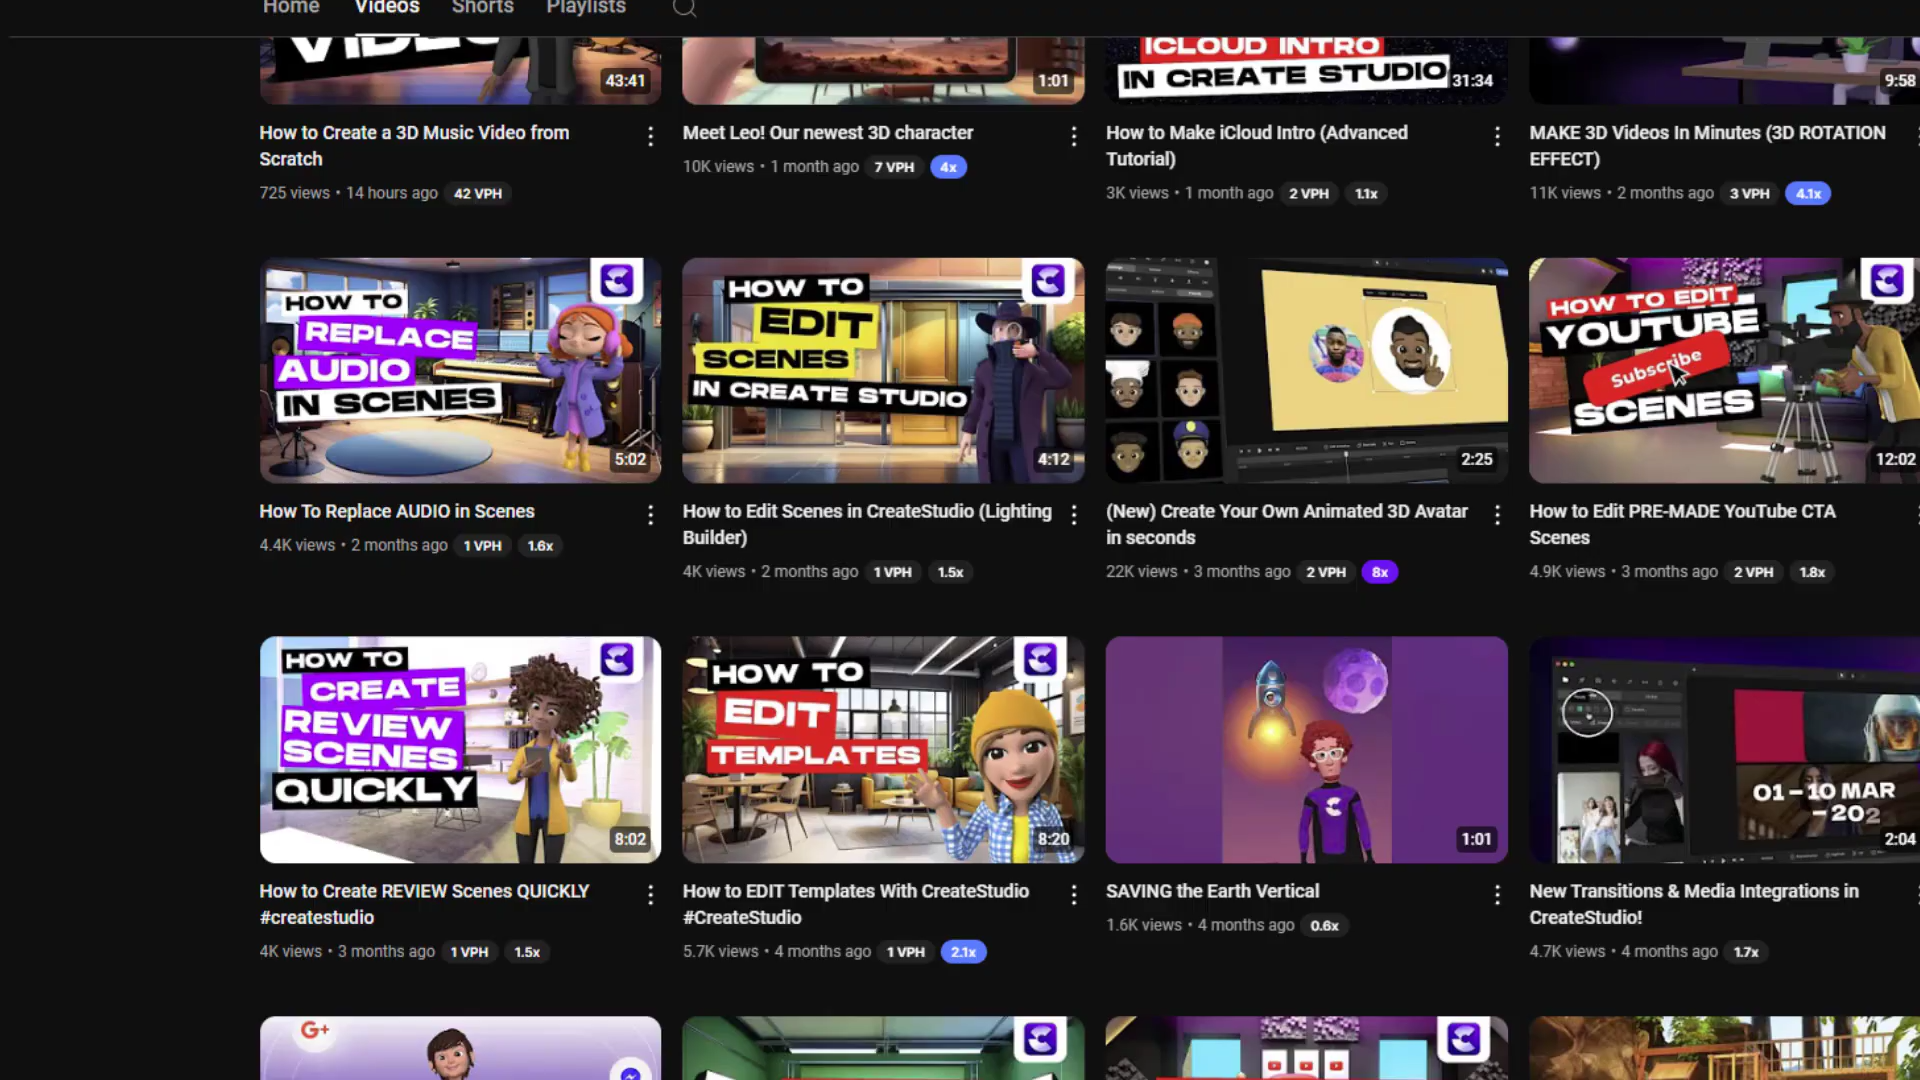 Home Videos Shorts Playlists
VIDEO
43:41
1:01
ICLOUD INTRO
IN CREATE STUDIO
31:34
9:58
How to Create a 3D Music Video from
Scratch
725 views • 14 hours ago 42 VPH
Meet Leo! Our newest 3D character
10K views • 1 month ago 7 VPH 4x
How to Make iCloud Intro (Advanced
Tutorial)
3K views • 1 month ago 2 VPH 1.1x
MAKE 3D Videos In Minutes (3D ROTATION
EFFECT)
11K views • 2 months ago 3 VPH 4.1x
HOW TO
REPLACE
AUDIO
IN SCENES
5:02
HOW TO
EDIT
SCENES
IN CREATE STUDIO
4:12
2:25
HOW TO EDIT
YOUTUBE
Subscribe
SCENES
12:02
How To Replace AUDIO in Scenes
4.4K views • 2 months ago 1 VPH 1.6x
How to Edit Scenes in CreateStudio (Lighting
Builder)
4K views • 2 months ago 1 VPH 1.5x
(New) Create Your Own Animated 3D Avatar
in seconds
22K views • 3 months ago 2 VPH 8x
How to Edit PRE-MADE YouTube CTA
Scenes
4.9K views • 3 months ago 2 VPH 1.8x
HOW TO
CREATE
REVIEW
SCENES
QUICKLY
8:02
HOW TO
EDIT
TEMPLATES
8:20
1:01
01 – 10 MAR
– 202
2:04
How to Create REVIEW Scenes QUICKLY
#createstudio
4K views • 3 months ago 1 VPH 1.5x
How to EDIT Templates With CreateStudio
#CreateStudio
5.7K views • 4 months ago 1 VPH 2.1x
SAVING the Earth Vertical
1.6K views • 4 months ago 0.6x
New Transitions & Media Integrations in
CreateStudio!
4.7K views • 4 months ago 1.7x
G+